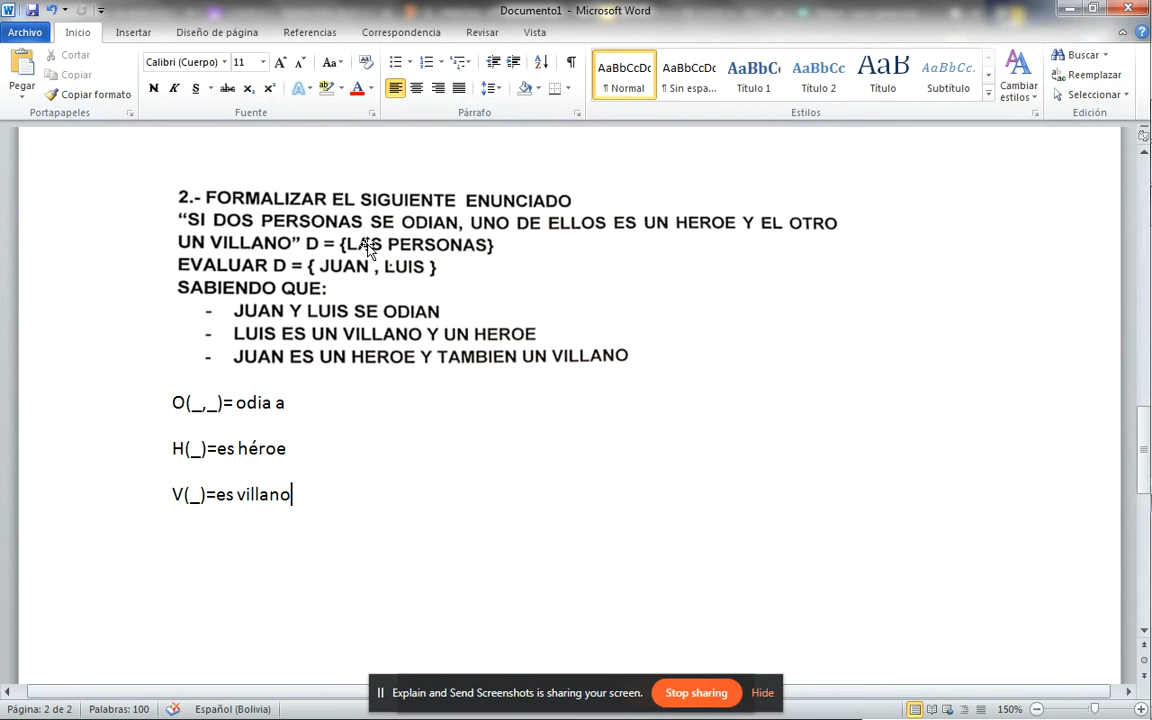 Documento1 - Microsoft Word
Archivo Inicio Insertar Diseño de página Referencias Correspondencia Revisar Vista
Pegar
Cortar
Copiar
Copiar formato
Portapapeles
Calibri (Cuerpo) 11
Fuente
Párrafo
AaBbCcDc
¶ Normal
AaBbCcDc
¶ Sin espa...
AaBbCc
Título 1
AaBbCc
Título 2
AaB
Título
AaBbCc.
Subtítulo
Estilos
Cambiar
estilos
Buscar
Reemplazar
Seleccionar
Edición
2.- FORMALIZAR EL SIGUIENTE ENUNCIADO
“SI DOS PERSONAS SE ODIAN, UNO DE ELLOS ES UN HEROE Y EL OTRO
UN VILLANO” D = {LAS PERSONAS}
EVALUAR D = { JUAN , LUIS }
SABIENDO QUE:
- JUAN Y LUIS SE ODIAN
- LUIS ES UN VILLANO Y UN HEROE
- JUAN ES UN HEROE Y TAMBIEN UN VILLANO
O(_,_)= odia a
H(_)=es héroe
V(_)=es villano
Explain and Send Screenshots is sharing your screen. Stop sharing Hide
Página: 2 de 2 Palabras: 100 Español (Bolivia) 150%